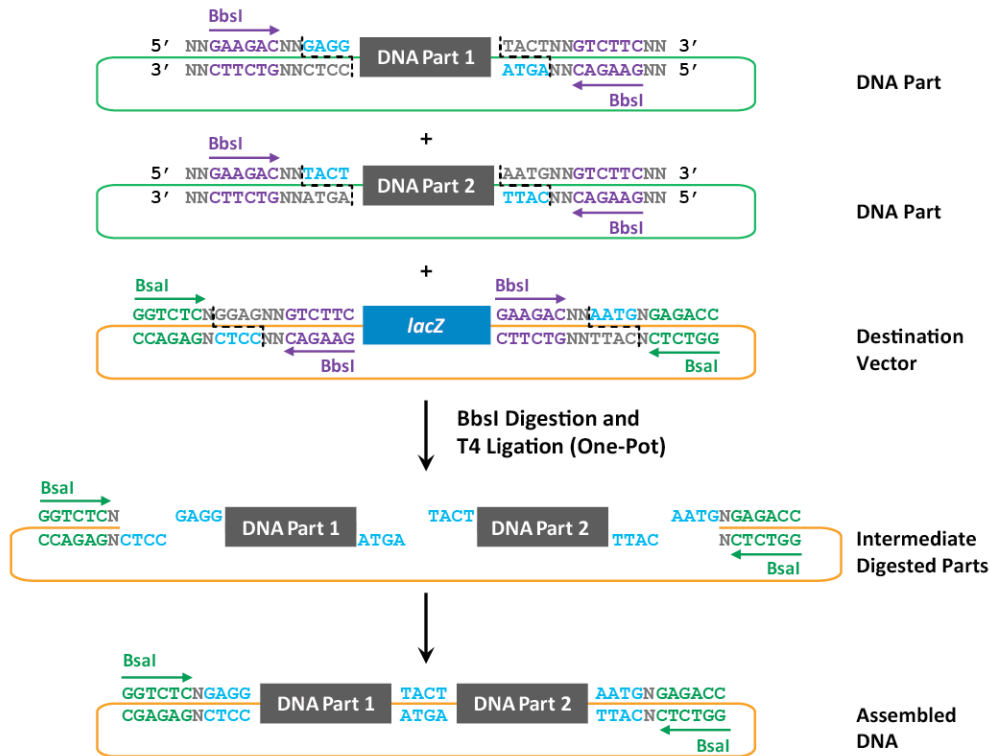 BbsI
5’ NNGAAGACNNGAGG DNA Part 1 TACTNNGTCTTCNN 3’
3’ NNCTTCTGNNCTCC ATGANNCAGAAGNN 5’
BbsI
DNA Part
+
BbsI
5’ NNGAAGACNNTACT DNA Part 2 AATGNNGTCTTCNN 3’
3’ NNCTTCTGNNATGA TTACNNCAGAAGNN 5’
BbsI
DNA Part
+
BsaI BbsI
GGTCTCNGGAGNNGTCTTC lacZ GAAGACNNAATGNGAGACC
CCAGAGNCTCCNNCAGAAG CTTCTGNNTTACNCTCTGG
BbsI BsaI
Destination
Vector
BbsI Digestion and
T4 Ligation (One-Pot)
BsaI
GGTCTCN GAGG DNA Part 1 TACT DNA Part 2 AATGNGAGACC
CCAGAGNCTCC ATGA TTAC NCTCTGG
BsaI
Intermediate
Digested Parts
BsaI
GGTCTCNGAGG DNA Part 1 TACT DNA Part 2 AATGNGAGACC
CGAGAGNCTCC ATGA TTACNCTCTGG
BsaI
Assembled
DNA